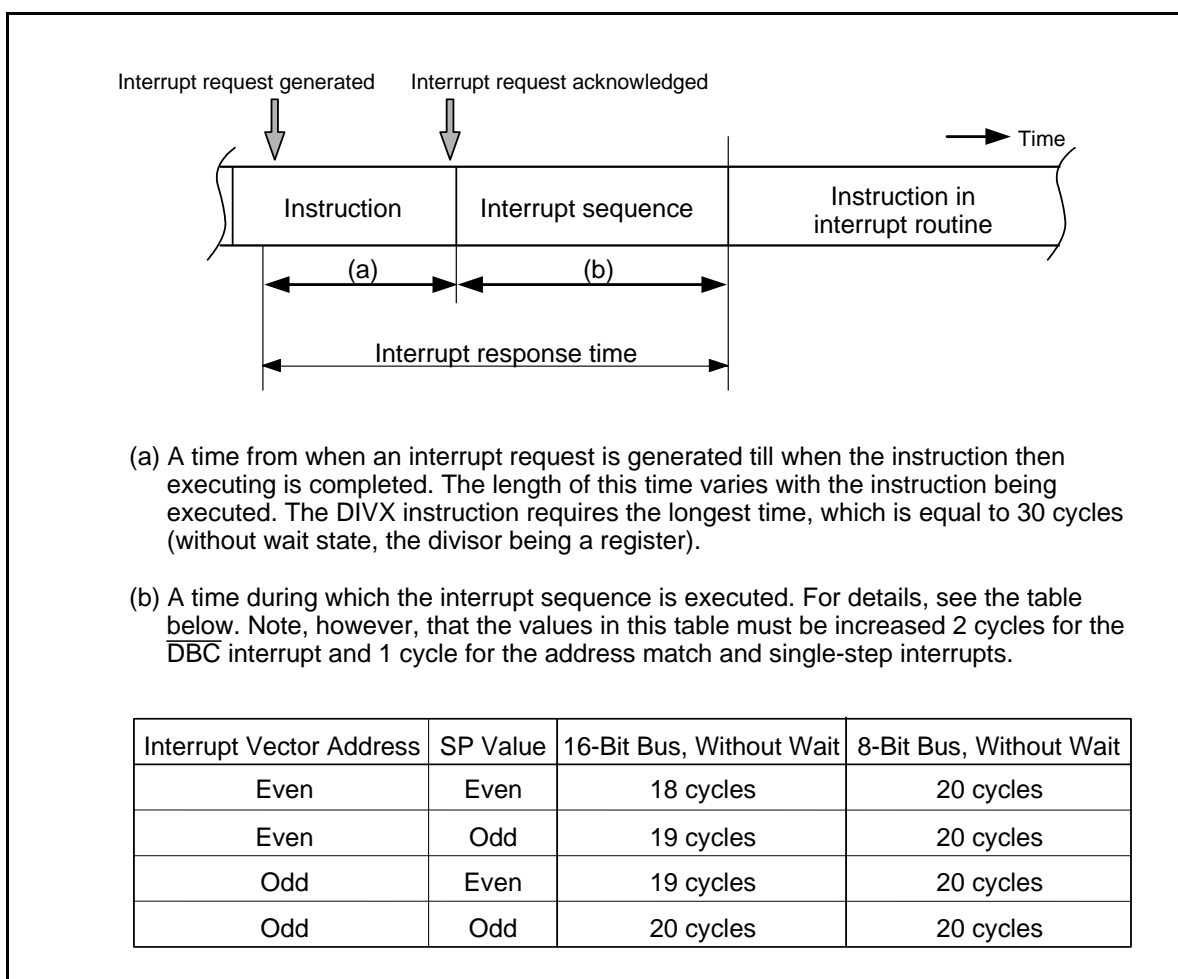 Interrupt request generated
Interrupt request acknowledged
Time
Instruction
Interrupt sequence
Instruction in
interrupt routine
(a)
(b)
Interrupt response time
(a) A time from when an interrupt request is generated till when the instruction then
executing is completed. The length of this time varies with the instruction being
executed. The DIVX instruction requires the longest time, which is equal to 30 cycles
(without wait state, the divisor being a register).
(b) A time during which the interrupt sequence is executed. For details, see the table
below. Note, however, that the values in this table must be increased 2 cycles for the
DBC interrupt and 1 cycle for the address match and single-step interrupts.
Interrupt Vector Address SP Value 16-Bit Bus, Without Wait 8-Bit Bus, Without Wait
Even Even 18 cycles 20 cycles
Even Odd 19 cycles 20 cycles
Odd Even 19 cycles 20 cycles
Odd Odd 20 cycles 20 cycles